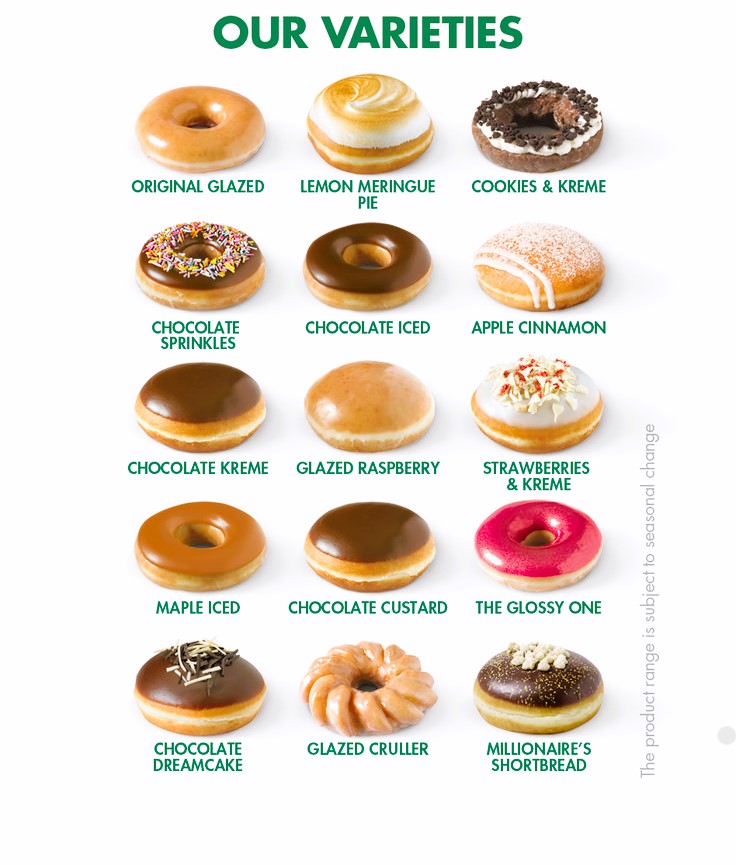 OUR VARIETIES
ORIGINAL GLAZED
LEMON MERINGUE
PIE
COOKIES & KREME
CHOCOLATE
SPRINKLES
CHOCOLATE ICED
APPLE CINNAMON
CHOCOLATE KREME
GLAZED RASPBERRY
STRAWBERRIES
& KREME
MAPLE ICED
CHOCOLATE CUSTARD
THE GLOSSY ONE
CHOCOLATE
DREAMCAKE
GLAZED CRULLER
MILLIONAIRE'S
SHORTBREAD
The product range is subject to seasonal change